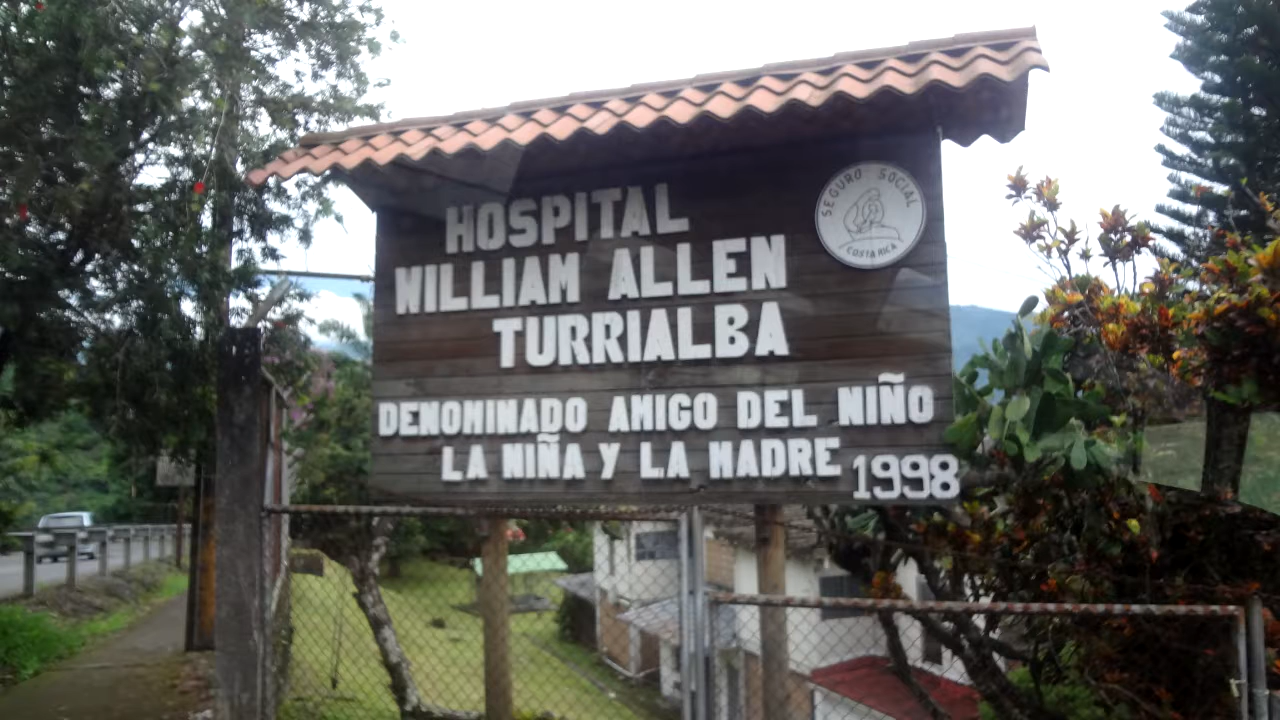 HOSPITAL
WILLIAM ALLEN
TURRIALBA
SEGURO SOCIAL
COSTA RICA
DENOMINADO AMIGO DEL NIÑO
LA NIÑA Y LA MADRE
1998